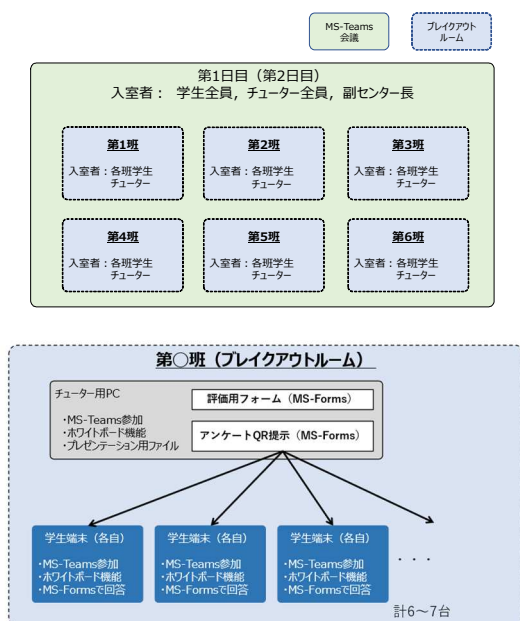 MS-Teams
会議
ブレイクアウト
ルーム
第1日目（第2日目）
入室者： 学生全員，チューター全員，副センター長
第1班
入室者：各班学生
チューター
第2班
入室者：各班学生
チューター
第3班
入室者：各班学生
チューター
第4班
入室者：各班学生
チューター
第5班
入室者：各班学生
チューター
第6班
入室者：各班学生
チューター
第〇班（ブレイクアウトルーム）
チューター用PC
・MS-Teams参加
・ホワイトボード機能
・プレゼンテーション用ファイル
評価用フォーム（MS-Forms）
アンケートQR提示（MS-Forms）
学生端末（各自）
・MS-Teams参加
・ホワイトボード機能
・MS-Formsで回答
学生端末（各自）
・MS-Teams参加
・ホワイトボード機能
・MS-Formsで回答
学生端末（各自）
・MS-Teams参加
・ホワイトボード機能
・MS-Formsで回答
・・・
計6～7台